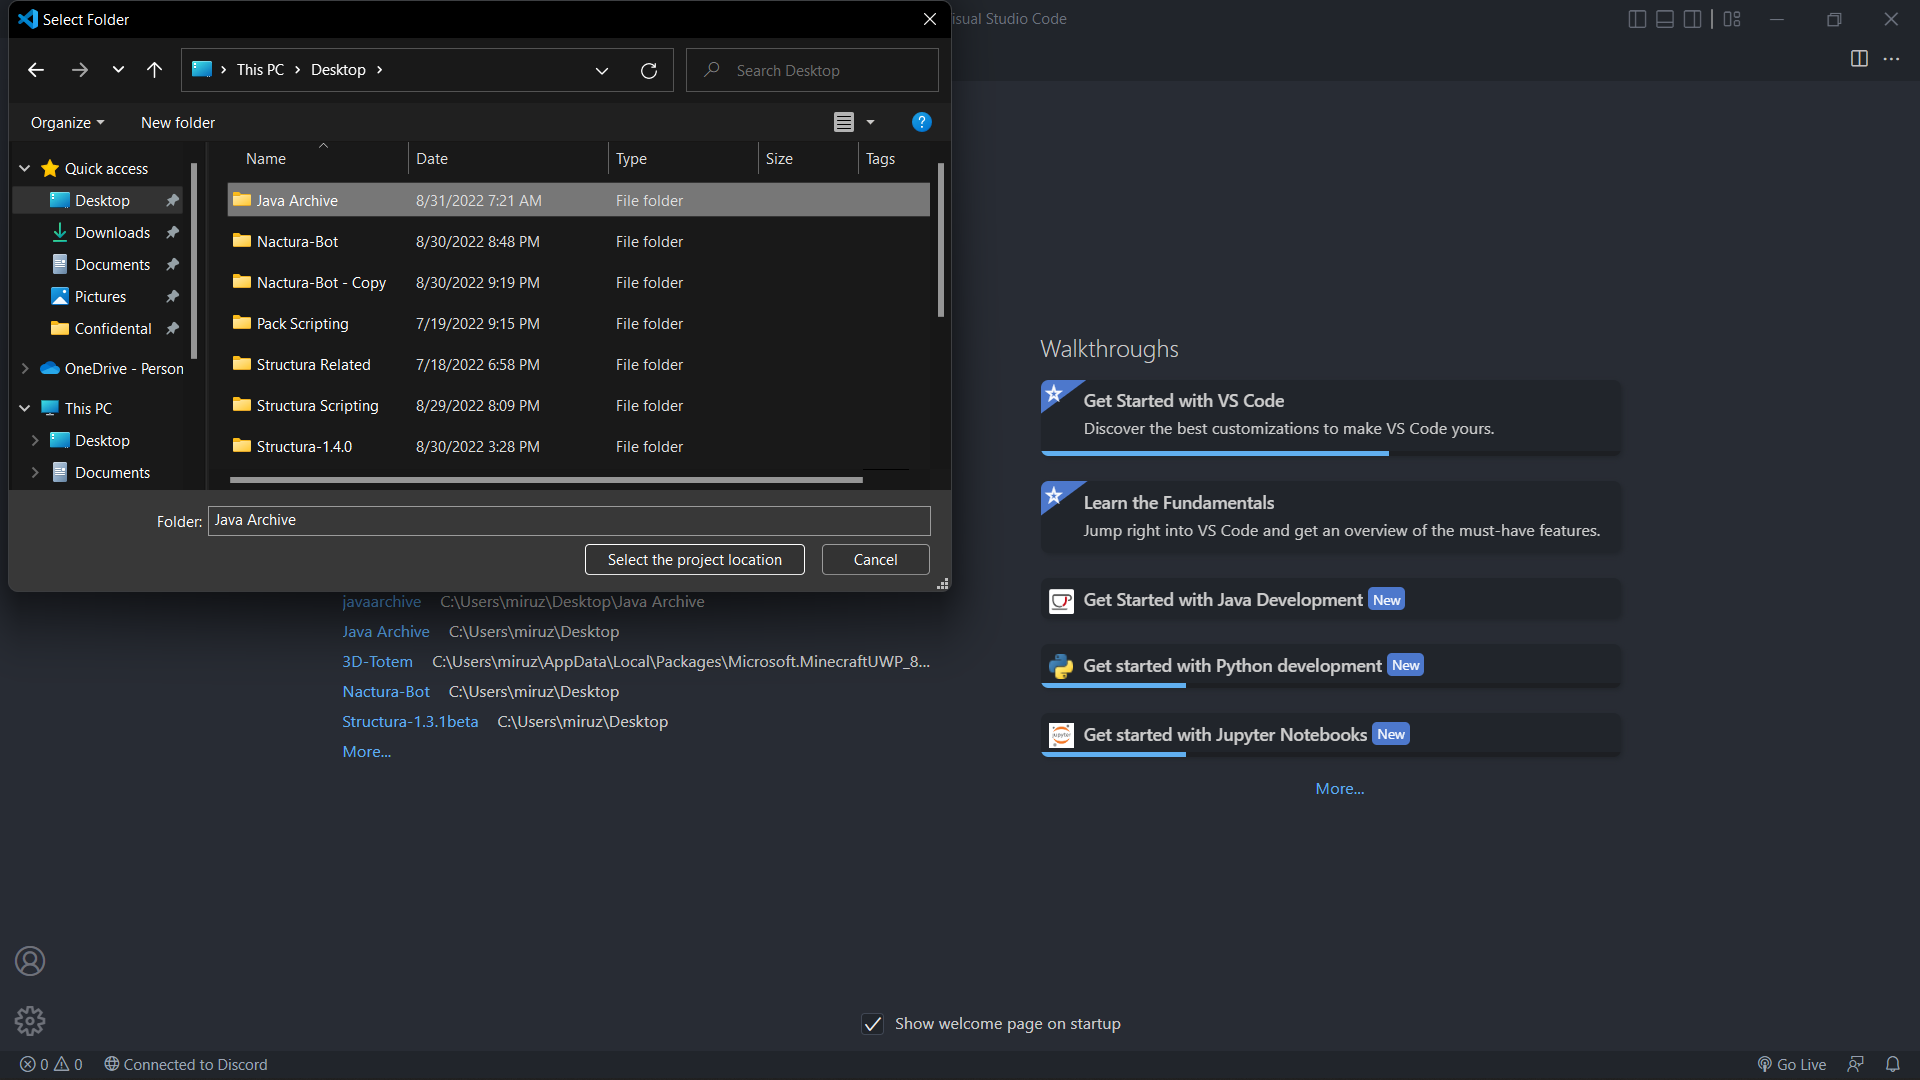 Select Folder
isual Studio Code
This PC
Desktop
Search Desktop
Organize
New folder
?
Name
Date
Type
Size
Tags
Quick access
Desktop
Downloads
Documents
Pictures
Confidental
OneDrive - Person
This PC
Desktop
Documents
Java Archive 8/31/2022 7:21 AM File folder
Nactura-Bot 8/30/2022 8:48 PM File folder
Nactura-Bot - Copy 8/30/2022 9:19 PM File folder
Pack Scripting 7/19/2022 9:15 PM File folder
Structura Related 7/18/2022 6:58 PM File folder
Structura Scripting 8/29/2022 8:09 PM File folder
Structura-1.4.0 8/30/2022 3:28 PM File folder
Folder: Java Archive
Select the project location
Cancel
javaarchive C:\Users\miruz\Desktop\Java Archive
Java Archive C:\Users\miruz\Desktop
3D-Totem C:\Users\miruz\AppData\Local\Packages\Microsoft.MinecraftUWP_8...
Nactura-Bot C:\Users\miruz\Desktop
Structura-1.3.1beta C:\Users\miruz\Desktop
More...
Walkthroughs
Get Started with VS Code
Discover the best customizations to make VS Code yours.
Learn the Fundamentals
Jump right into VS Code and get an overview of the must-have features.
Get Started with Java Development New
Get started with Python development New
jupyter
Get started with Jupyter Notebooks New
More...
Show welcome page on startup
0 0 Connected to Discord
Go Live